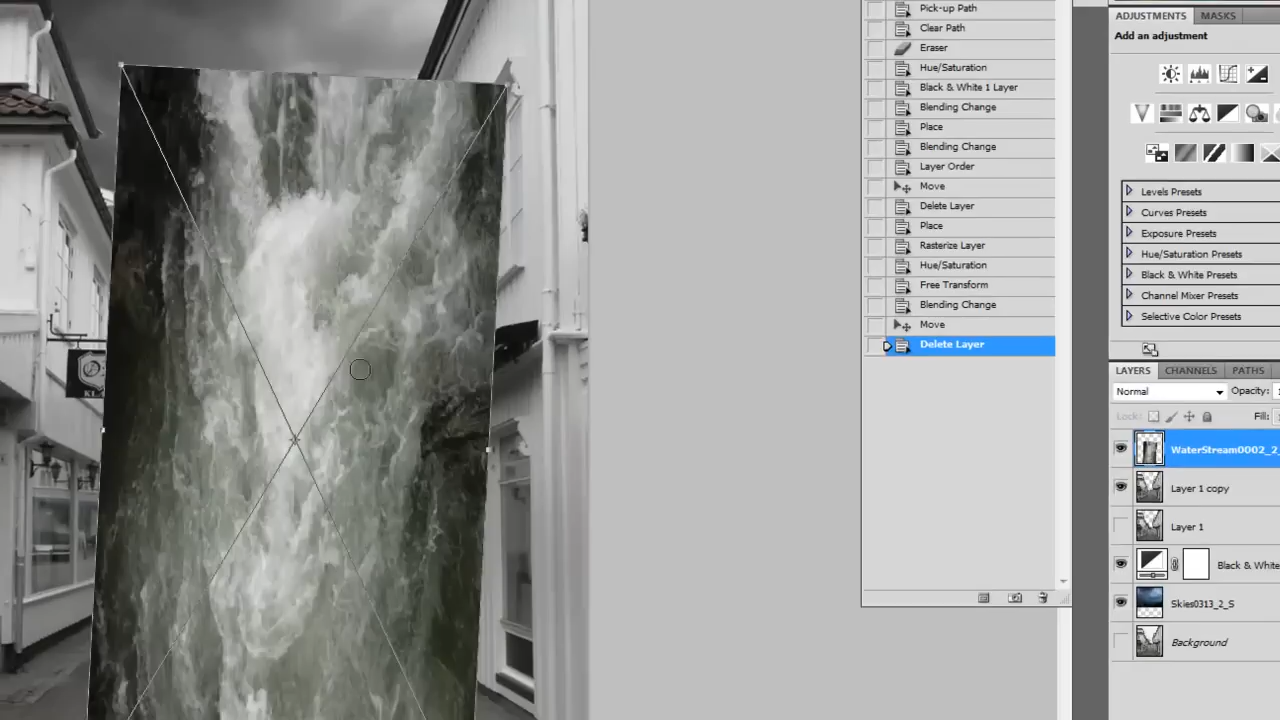 Pick-up Path
Clear Path
Eraser
Hue/Saturation
Black & White 1 Layer
Blending Change
Place
Blending Change
Layer Order
Move
Delete Layer
Place
Rasterize Layer
Hue/Saturation
Free Transform
Blending Change
Move
Delete Layer
ADJUSTMENTS MASKS
Add an adjustment
Levels Presets
Curves Presets
Exposure Presets
Hue/Saturation Presets
Black & White Presets
Channel Mixer Presets
Selective Color Presets
LAYERS CHANNELS PATHS
Normal Opacity: 1
Lock: Fill:
WaterStream0002_2_
Layer 1 copy
Layer 1
Black & White
Skies0313_2_S
Background